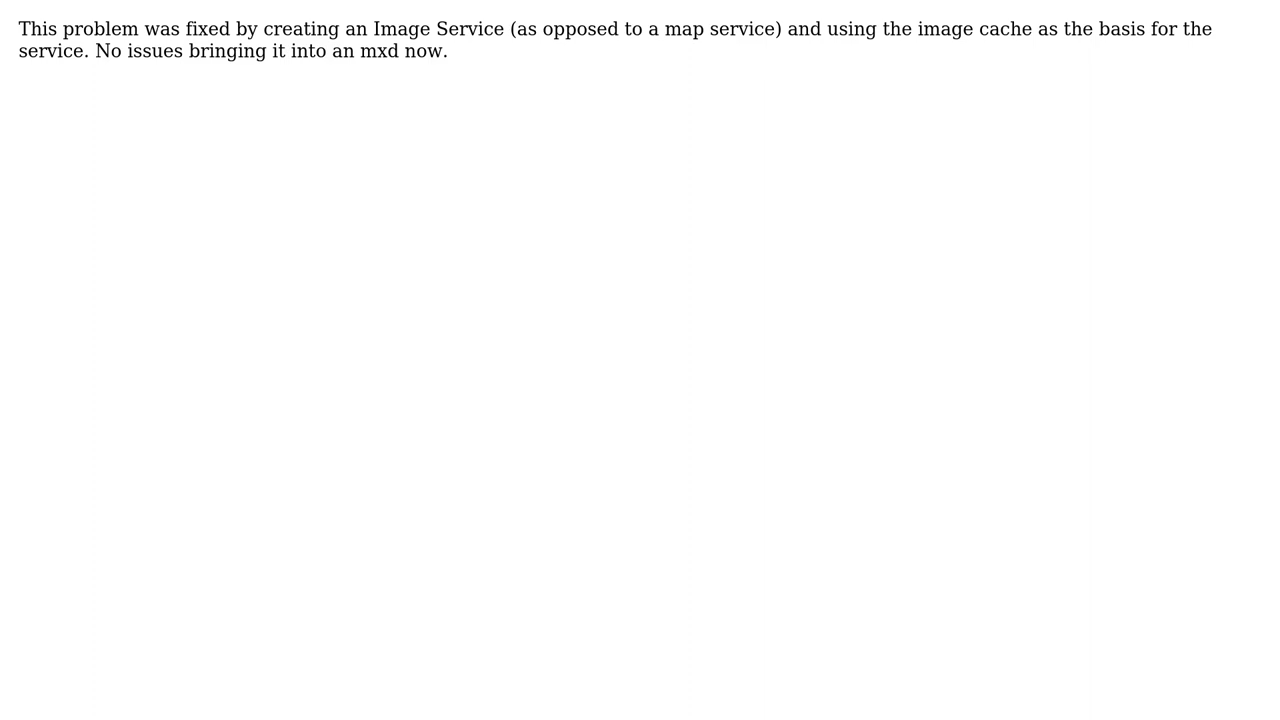 This problem was fixed by creating an Image Service (as opposed to a map service) and using the image cache as the basis for the
service. No issues bringing it into an mxd now.